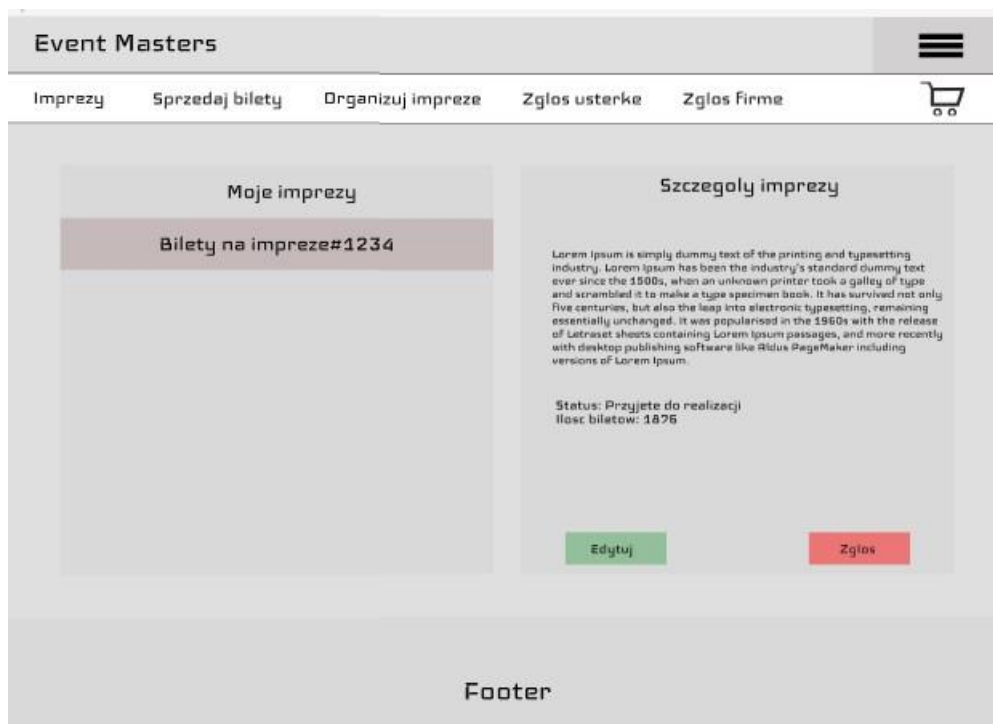 Event Masters
Imprezy Sprzedaj bilety Organizuj impreze Zglos usterke Zglos firme
Moje imprezy
Bilety na impreze#1234
Szczegoly imprezy
Lorem Ipsum is simply dummy text of the printing and typesetting
industry. Lorem Ipsum has been the industry's standard dummy text
ever since the 1500s, when an unknown printer took a galley of type
and scrambled it to make a type specimen book. It has survived not only
five centuries, but also the leap into electronic typesetting, remaining
essentially unchanged. It was popularised in the 1960s with the release
of Letraset sheets containing Lorem Ipsum passages, and more recently
with desktop publishing software like Aldus PageMaker including
versions of Lorem Ipsum.
Status: Przyjete do realizacji
Ilosc biletow: 1876
Edytuj Zglos
Footer